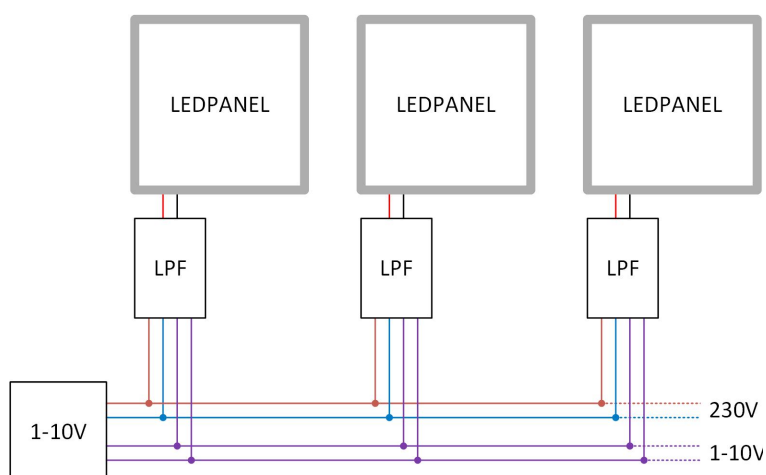 LEDPANEL
LEDPANEL
LEDPANEL
LPF
LPF
LPF
1-10V
230V
1-10V